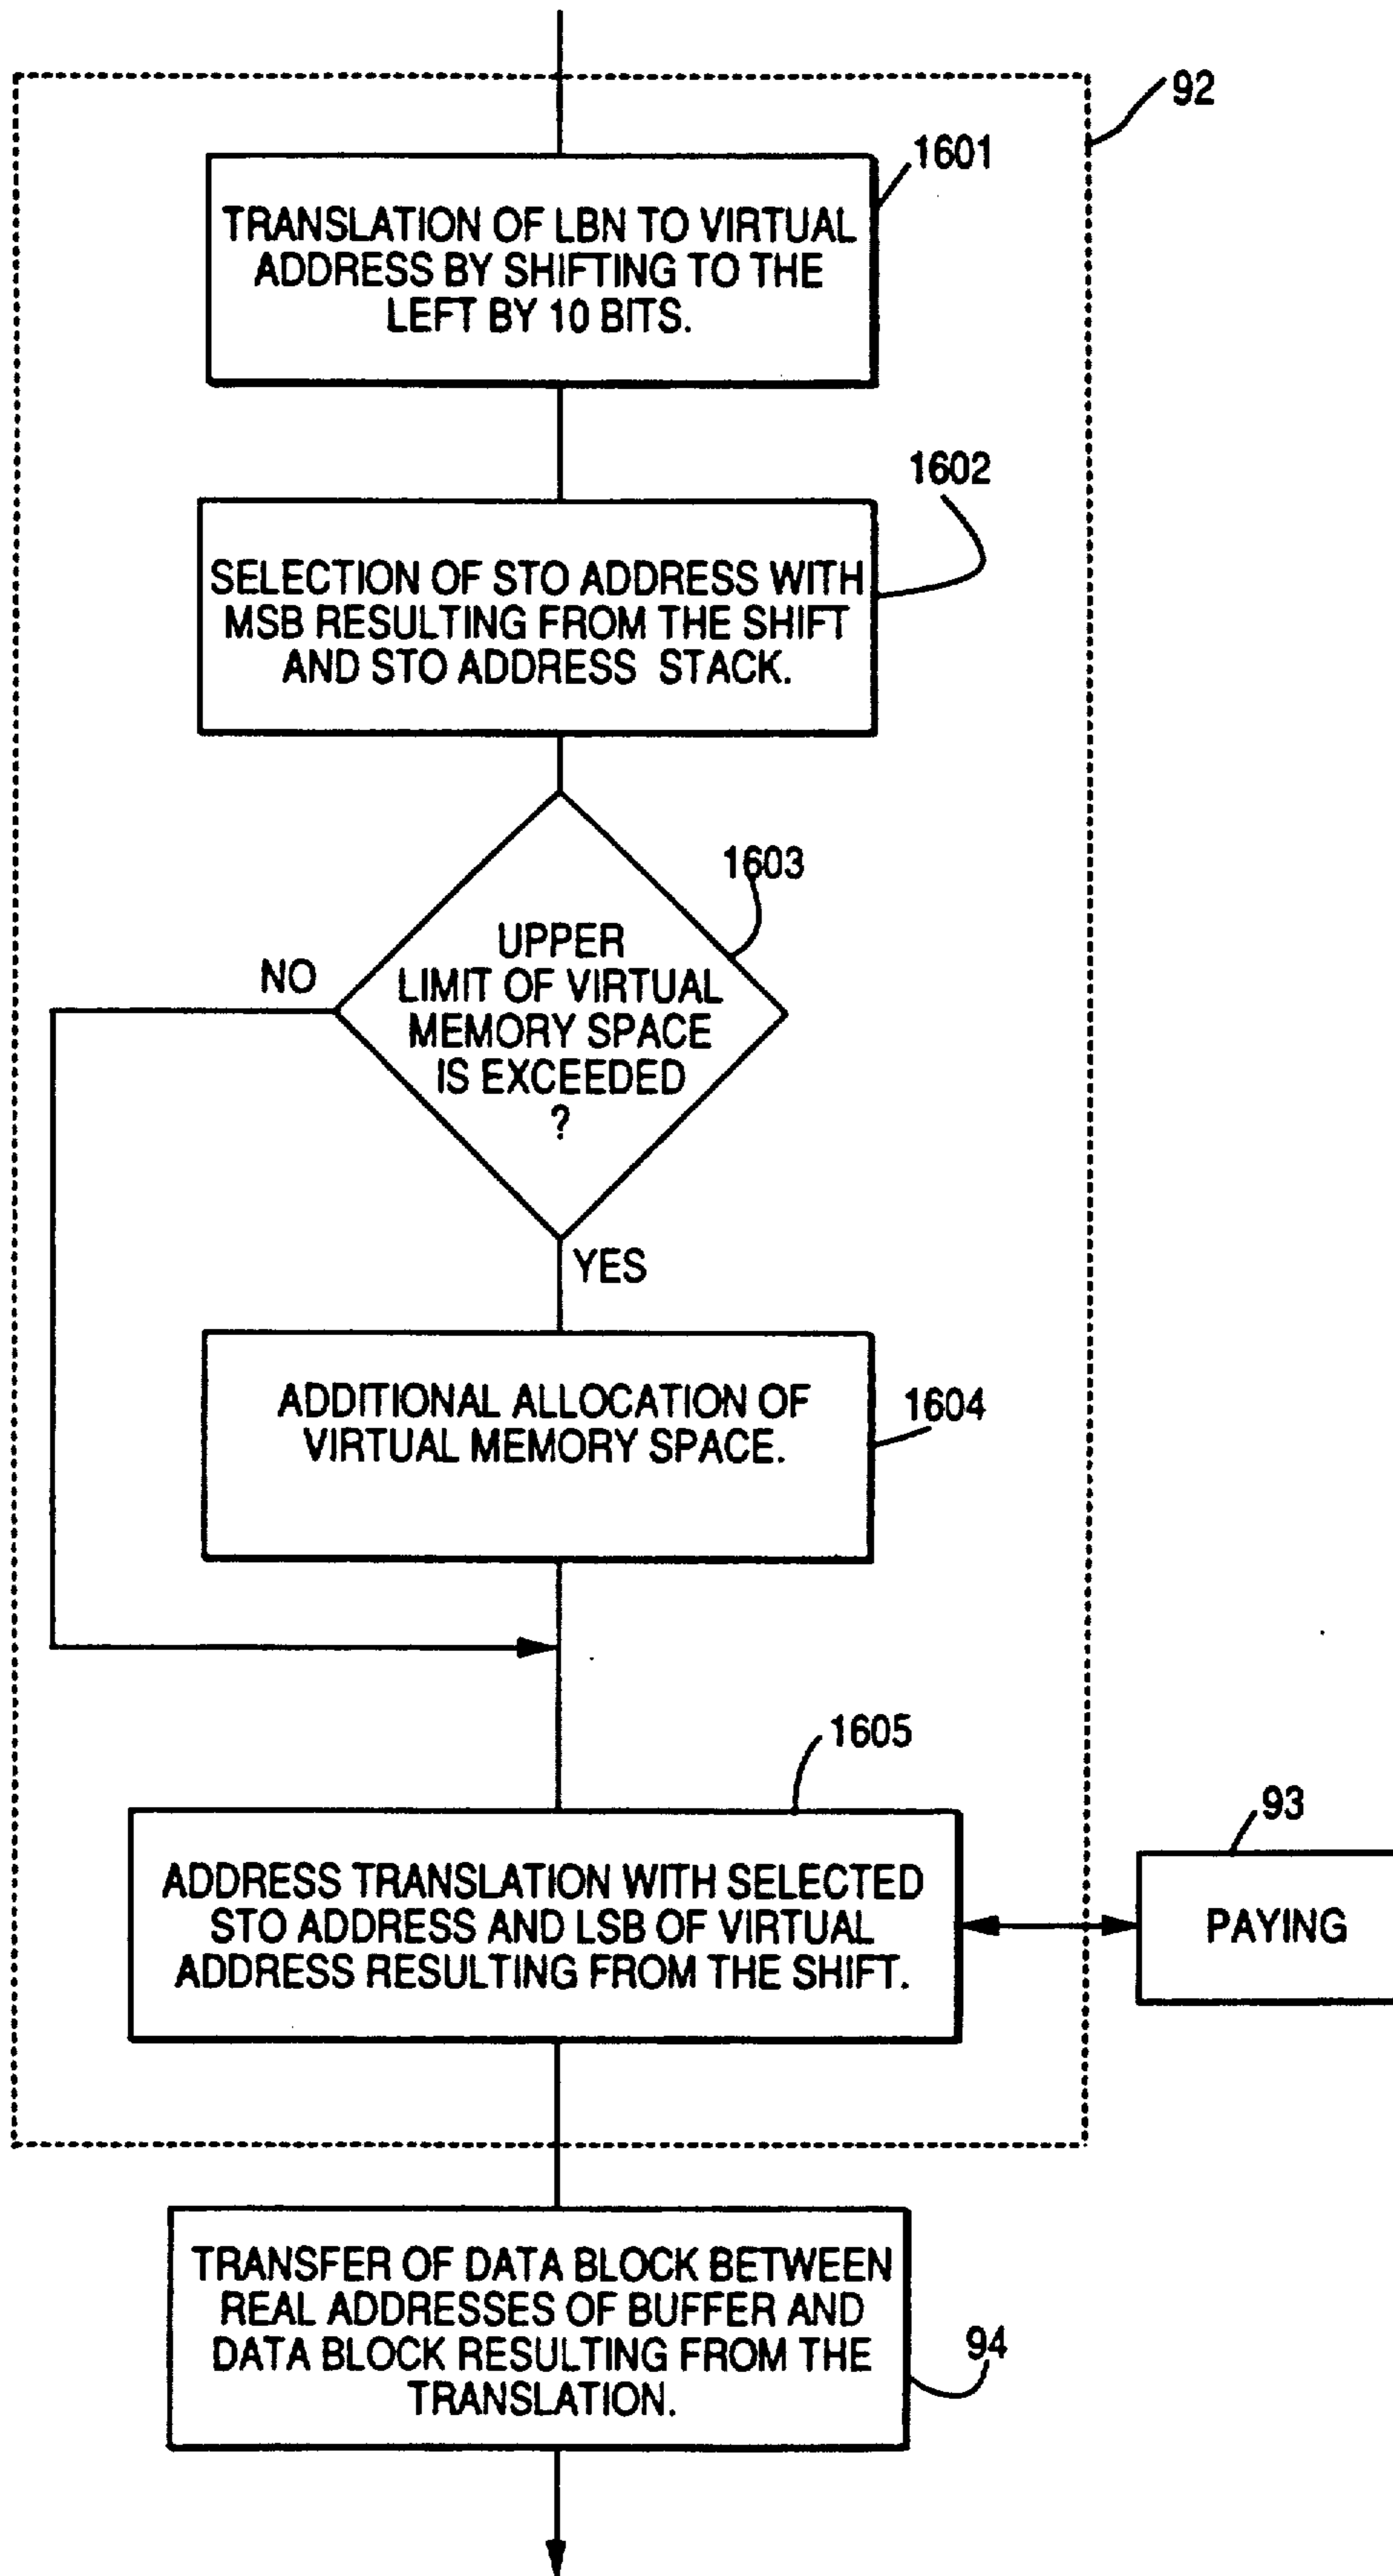 92
1601
TRANSLATION OF LBN TO VIRTUAL
ADDRESS BY SHIFTING TO THE
LEFT BY 10 BITS.
1602
SELECTION OF STO ADDRESS WITH
MSB RESULTING FROM THE SHIFT
AND STO ADDRESS STACK.
1603
UPPER
LIMIT OF VIRTUAL
MEMORY SPACE
IS EXCEEDED
?
NO
YES
ADDITIONAL ALLOCATION OF
VIRTUAL MEMORY SPACE.
1604
1605
ADDRESS TRANSLATION WITH SELECTED
STO ADDRESS AND LSB OF VIRTUAL
ADDRESS RESULTING FROM THE SHIFT.
93
PAYING
TRANSFER OF DATA BLOCK BETWEEN
REAL ADDRESSES OF BUFFER AND
DATA BLOCK RESULTING FROM THE
TRANSLATION.
94